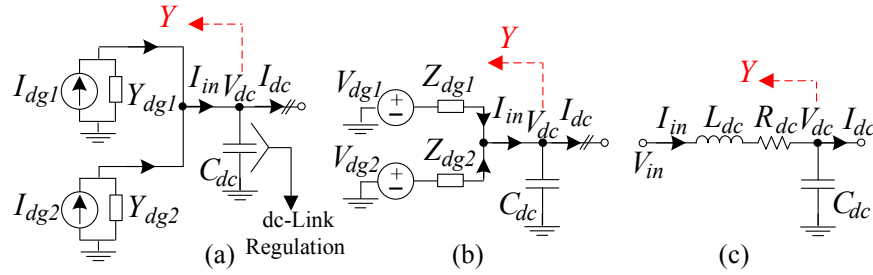 Y
I_dg1
Y_dg1
I_in
V_dc
I_dc
C_dc
I_dg2
Y_dg2
dc-Link
Regulation
(a)
Y
V_dg1
Z_dg1
I_in
V_dc
I_dc
V_dg2
Z_dg2
C_dc
(b)
Y
I_in
L_dc
R_dc
V_dc
I_dc
V_in
C_dc
(c)